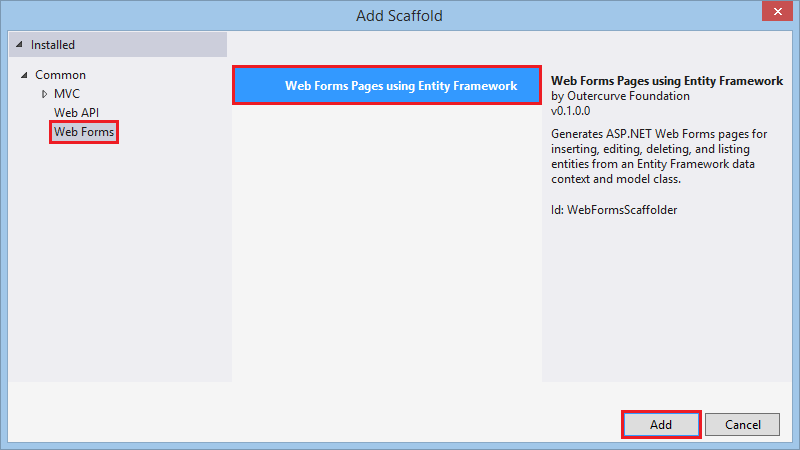 Add Scaffold
Installed
Common
MVC
Web API
Web Forms
Web Forms Pages using Entity Framework
Web Forms Pages using Entity Framework
by Outercurve Foundation
v0.1.0.0
Generates ASP.NET Web Forms pages for
inserting, editing, deleting, and listing
entities from an Entity Framework data
context and model class.
Id: WebFormsScaffolder
Add
Cancel